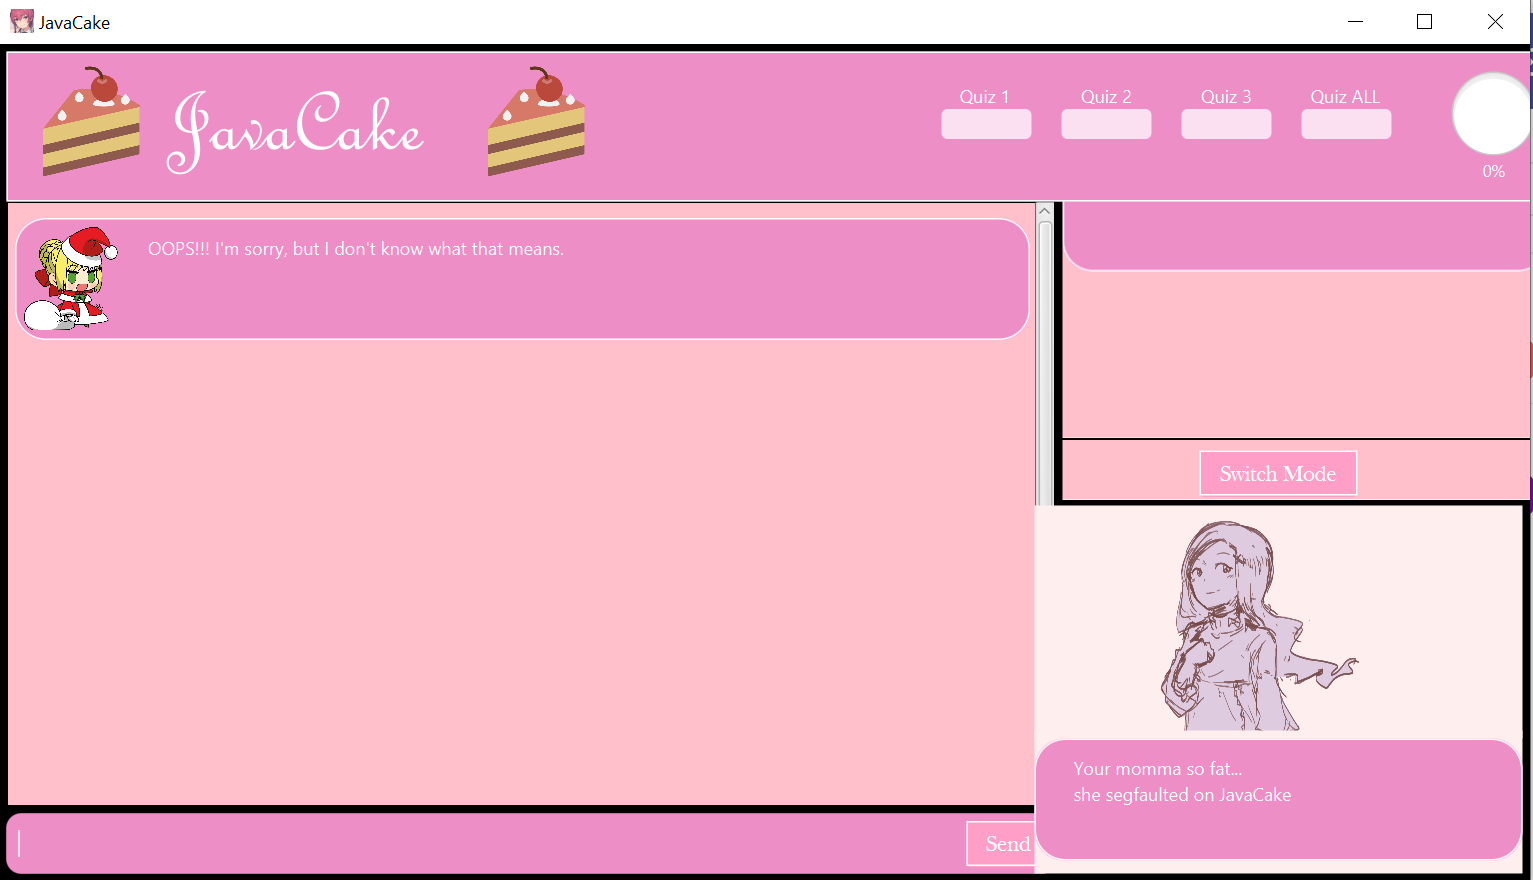 JavaCake
JavaCake
Quiz 1
Quiz 2
Quiz 3
Quiz ALL
0%
OOPS!!! I'm sorry, but I don't know what that means.
Switch Mode
Your momma so fat...
she segfaulted on JavaCake
Send